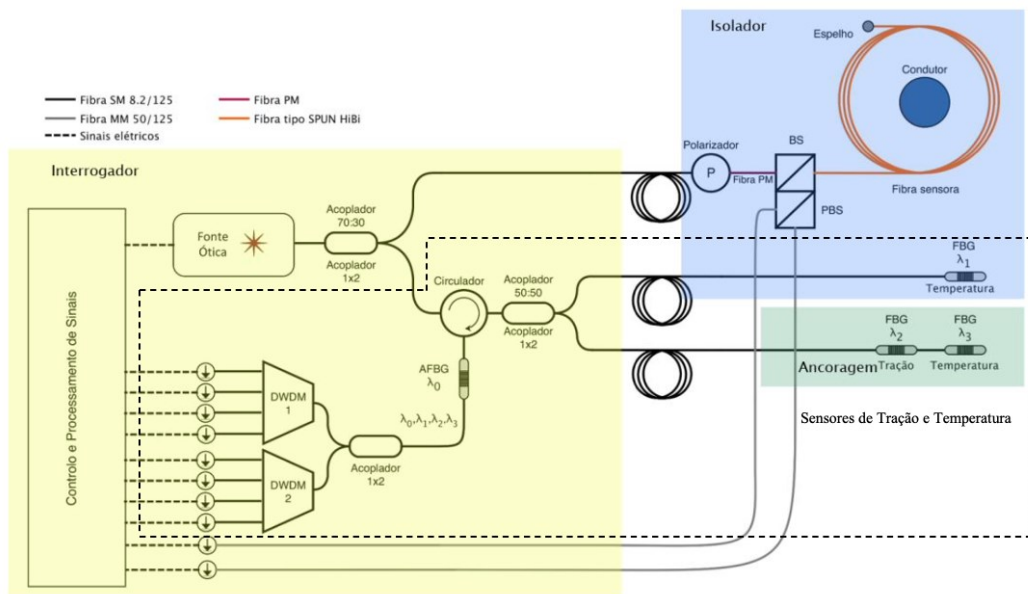 Isolador
Espelho
Condutor
Fibra SM 8.2/125
Fibra PM
Fibra MM 50/125
Fibra tipo SPUN HiBi
Sinais elétricos
Polarizador
BS
P
Fibra PM
Fibra sensora
PBS
Interrogador
Acoplador
70:30
Fonte
Ótica
Acoplador
1x2
FBG
λ1
Temperatura
Circulador
Acoplador
50:50
Acoplador
1x2
FBG
λ2
FBG
λ3
Ancoragem
Tração
Temperatura
AFBG
λ0
Sensores de Tração e Temperatura
DWDM
1
λ0,λ1,λ2,λ3
Acoplador
1x2
DWDM
2
Controlo e Processamento de Sinais